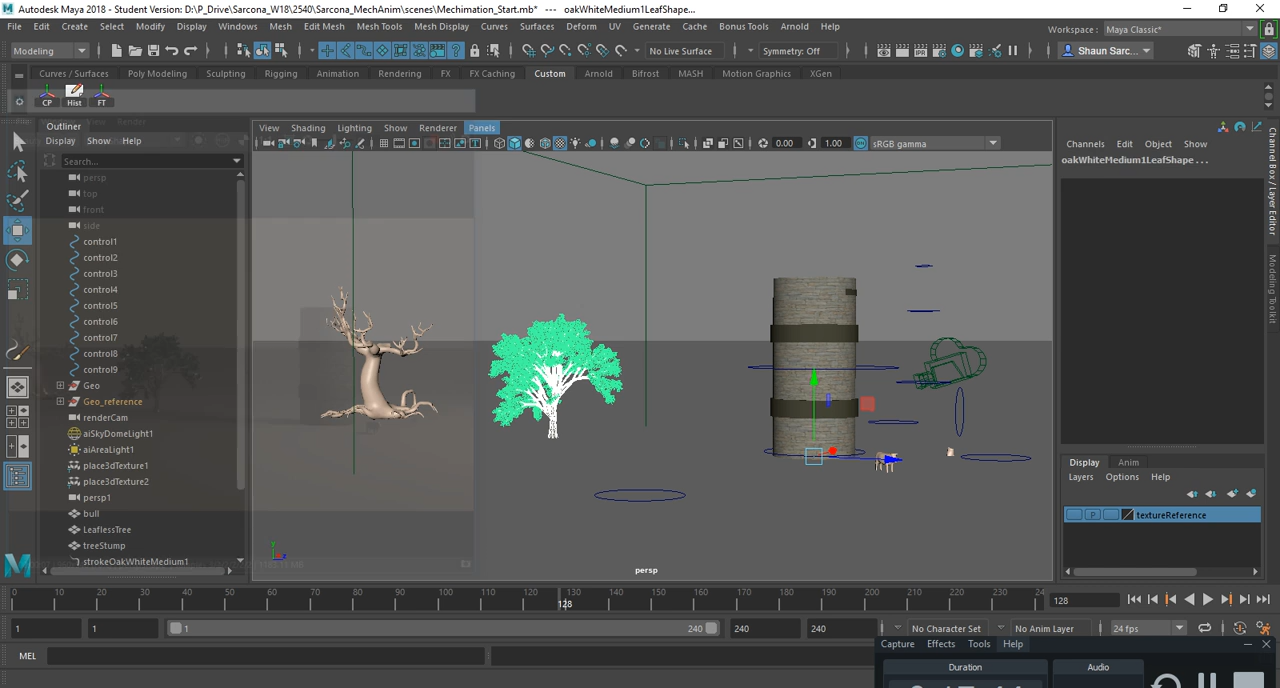 Autodesk Maya 2018 - Student Version: D:\P_Drive\Sarcona_W18\2540\Sarcona_MechAnim\scenes\Mechimation_Start.mb* --- oakWhiteMedium1LeafShape...
File Edit Create Select Modify Display Windows Mesh Edit Mesh Mesh Tools Mesh Display Curves Surfaces Deform UV Generate Cache Bonus Tools Arnold Help
Workspace : Maya Classic*
Modeling No Live Surface Symmetry: Off Shaun Sarc...
Curves / Surfaces Poly Modeling Sculpting Rigging Animation Rendering FX FX Caching Custom Arnold Bifrost MASH Motion Graphics XGen
CP Hist FT
Outliner
Display Show Help
Search...
persp
top
front
side
control1
control2
control3
control4
control5
control6
control7
control8
control9
Geo
Geo_reference
renderCam
aiSkyDomeLight1
aiAreaLight1
place3dTexture1
place3dTexture2
persp1
bull
LeaflessTree
treeStump
strokeOakWhiteMedium1
View Shading Lighting Show Renderer Panels
0.00 1.00 sRGB gamma
persp
Channels Edit Object Show
oakWhiteMedium1LeafShape . . .
Channel Box / Layer Editor
Modeling Toolkit
Display Anim
Layers Options Help
P textureReference
0 10 20 30 40 50 60 70 80 90 100 110 120 130 140 150 160 170 180 190 200 210 220 230 24
128
128
1 1 1 240 240 240 No Character Set No Anim Layer 24 fps
MEL
Capture Effects Tools Help
Duration Audio